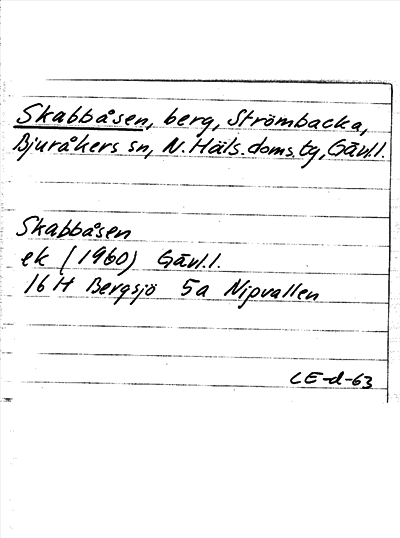 Skabbåsen, berg, Strömbacka,
Bjuråkers sn, N. Häls. doms. tg, Gävl.l.
Skabbåsen
ek (1960) Gävl.l.
16 H Bergsjö 5a Nipvallen
CE-d-63